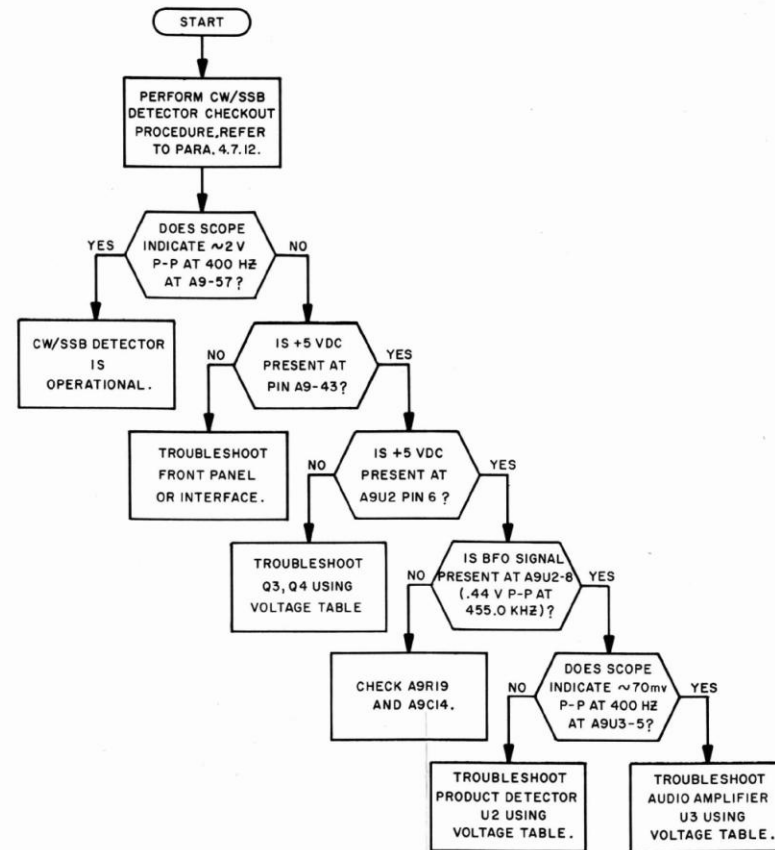 START
PERFORM CW/SSB
DETECTOR CHECKOUT
PROCEDURE, REFER
TO PARA. 4.7.12.
DOES SCOPE
INDICATE ~2 V
P-P AT 400 HZ
AT A9-57?
YES
NO
CW/SSB DETECTOR
IS
OPERATIONAL.
IS +5 VDC
PRESENT AT
PIN A9-43?
NO
YES
TROUBLESHOOT
FRONT PANEL
OR INTERFACE.
IS +5 VDC
PRESENT AT
A9U2 PIN 6 ?
NO
YES
TROUBLESHOOT
Q3, Q4 USING
VOLTAGE TABLE
IS BFO SIGNAL
PRESENT AT A9U2-8
(.44 V P-P AT
455.0 KHZ)?
NO
YES
CHECK A9R19
AND A9C14.
DOES SCOPE
INDICATE ~70mv
P-P AT 400 HZ
AT A9U3-5?
NO
YES
TROUBLESHOOT
PRODUCT DETECTOR
U2 USING
VOLTAGE TABLE.
TROUBLESHOOT
AUDIO AMPLIFIER
U3 USING
VOLTAGE TABLE.